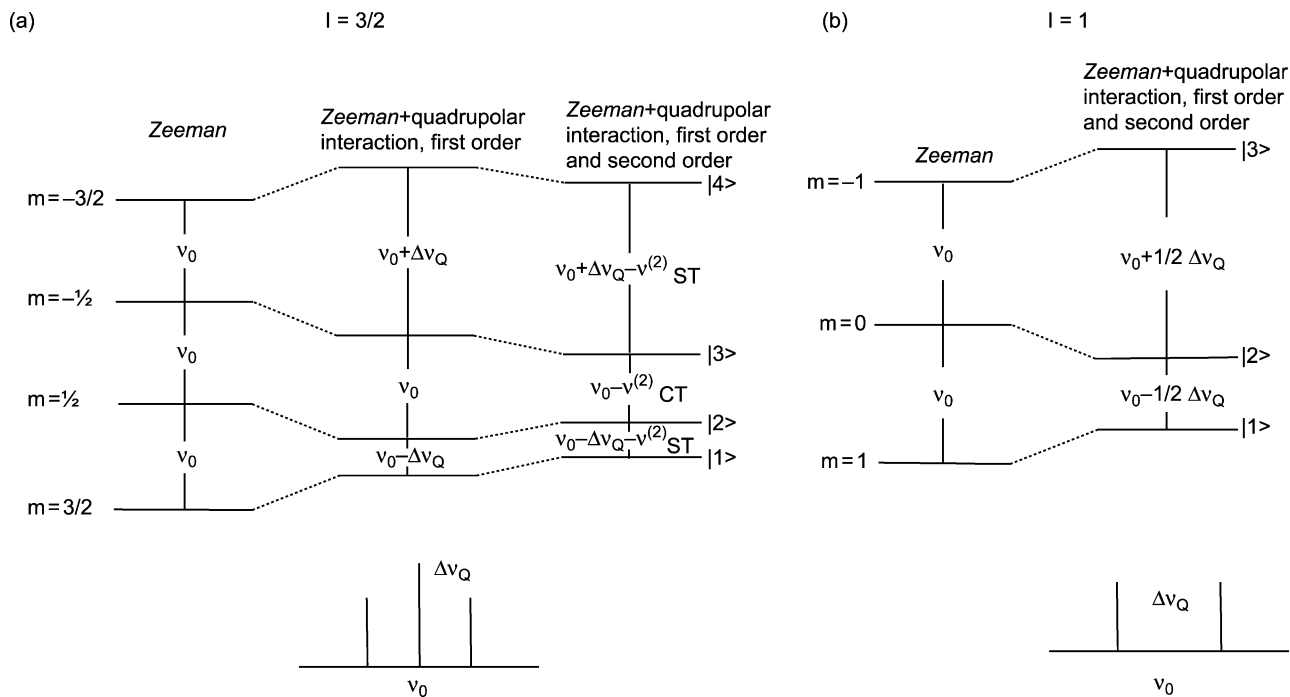 (a)
I = 3/2
Zeeman
Zeeman+quadrupolar
interaction, first order
Zeeman+quadrupolar
interaction, first order
and second order
m = –3/2
ν₀
ν₀+Δν_Q
ν₀+Δν_Q–ν⁽²⁾ ST
|4>
m = –½
ν₀
ν₀
ν₀–ν⁽²⁾ CT
|3>
m = ½
ν₀
ν₀–Δν_Q
ν₀–Δν_Q–ν⁽²⁾ ST
|2>
|1>
m = 3/2
Δν_Q
ν₀
(b)
I = 1
Zeeman
Zeeman+quadrupolar
interaction, first order
and second order
m = –1
|3>
ν₀
ν₀+1/2 Δν_Q
m = 0
|2>
ν₀
ν₀–1/2 Δν_Q
|1>
m = 1
Δν_Q
ν₀